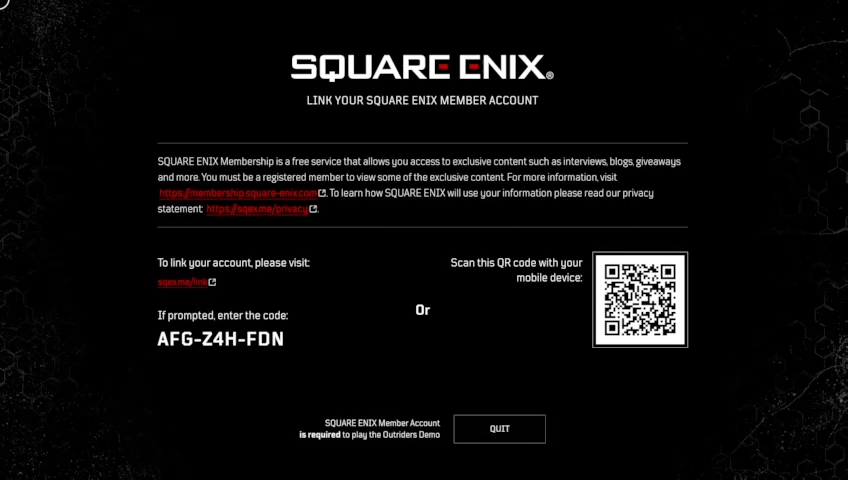 SQUARE ENIX®
LINK YOUR SQUARE ENIX MEMBER ACCOUNT
SQUARE ENIX Membership is a free service that allows you access to exclusive content such as interviews, blogs, giveaways
and more. You must be a registered member to view some of the exclusive content. For more information, visit
https://membership.square-enix.com. To learn how SQUARE ENIX will use your information please read our privacy
statement: https://sqex.me/privacy.
To link your account, please visit:
sqex.me/link
If prompted, enter the code:
AFG-Z4H-FDN
Or
Scan this QR code with your
mobile device:
SQUARE ENIX Member Account
is required to play the Outriders Demo
QUIT